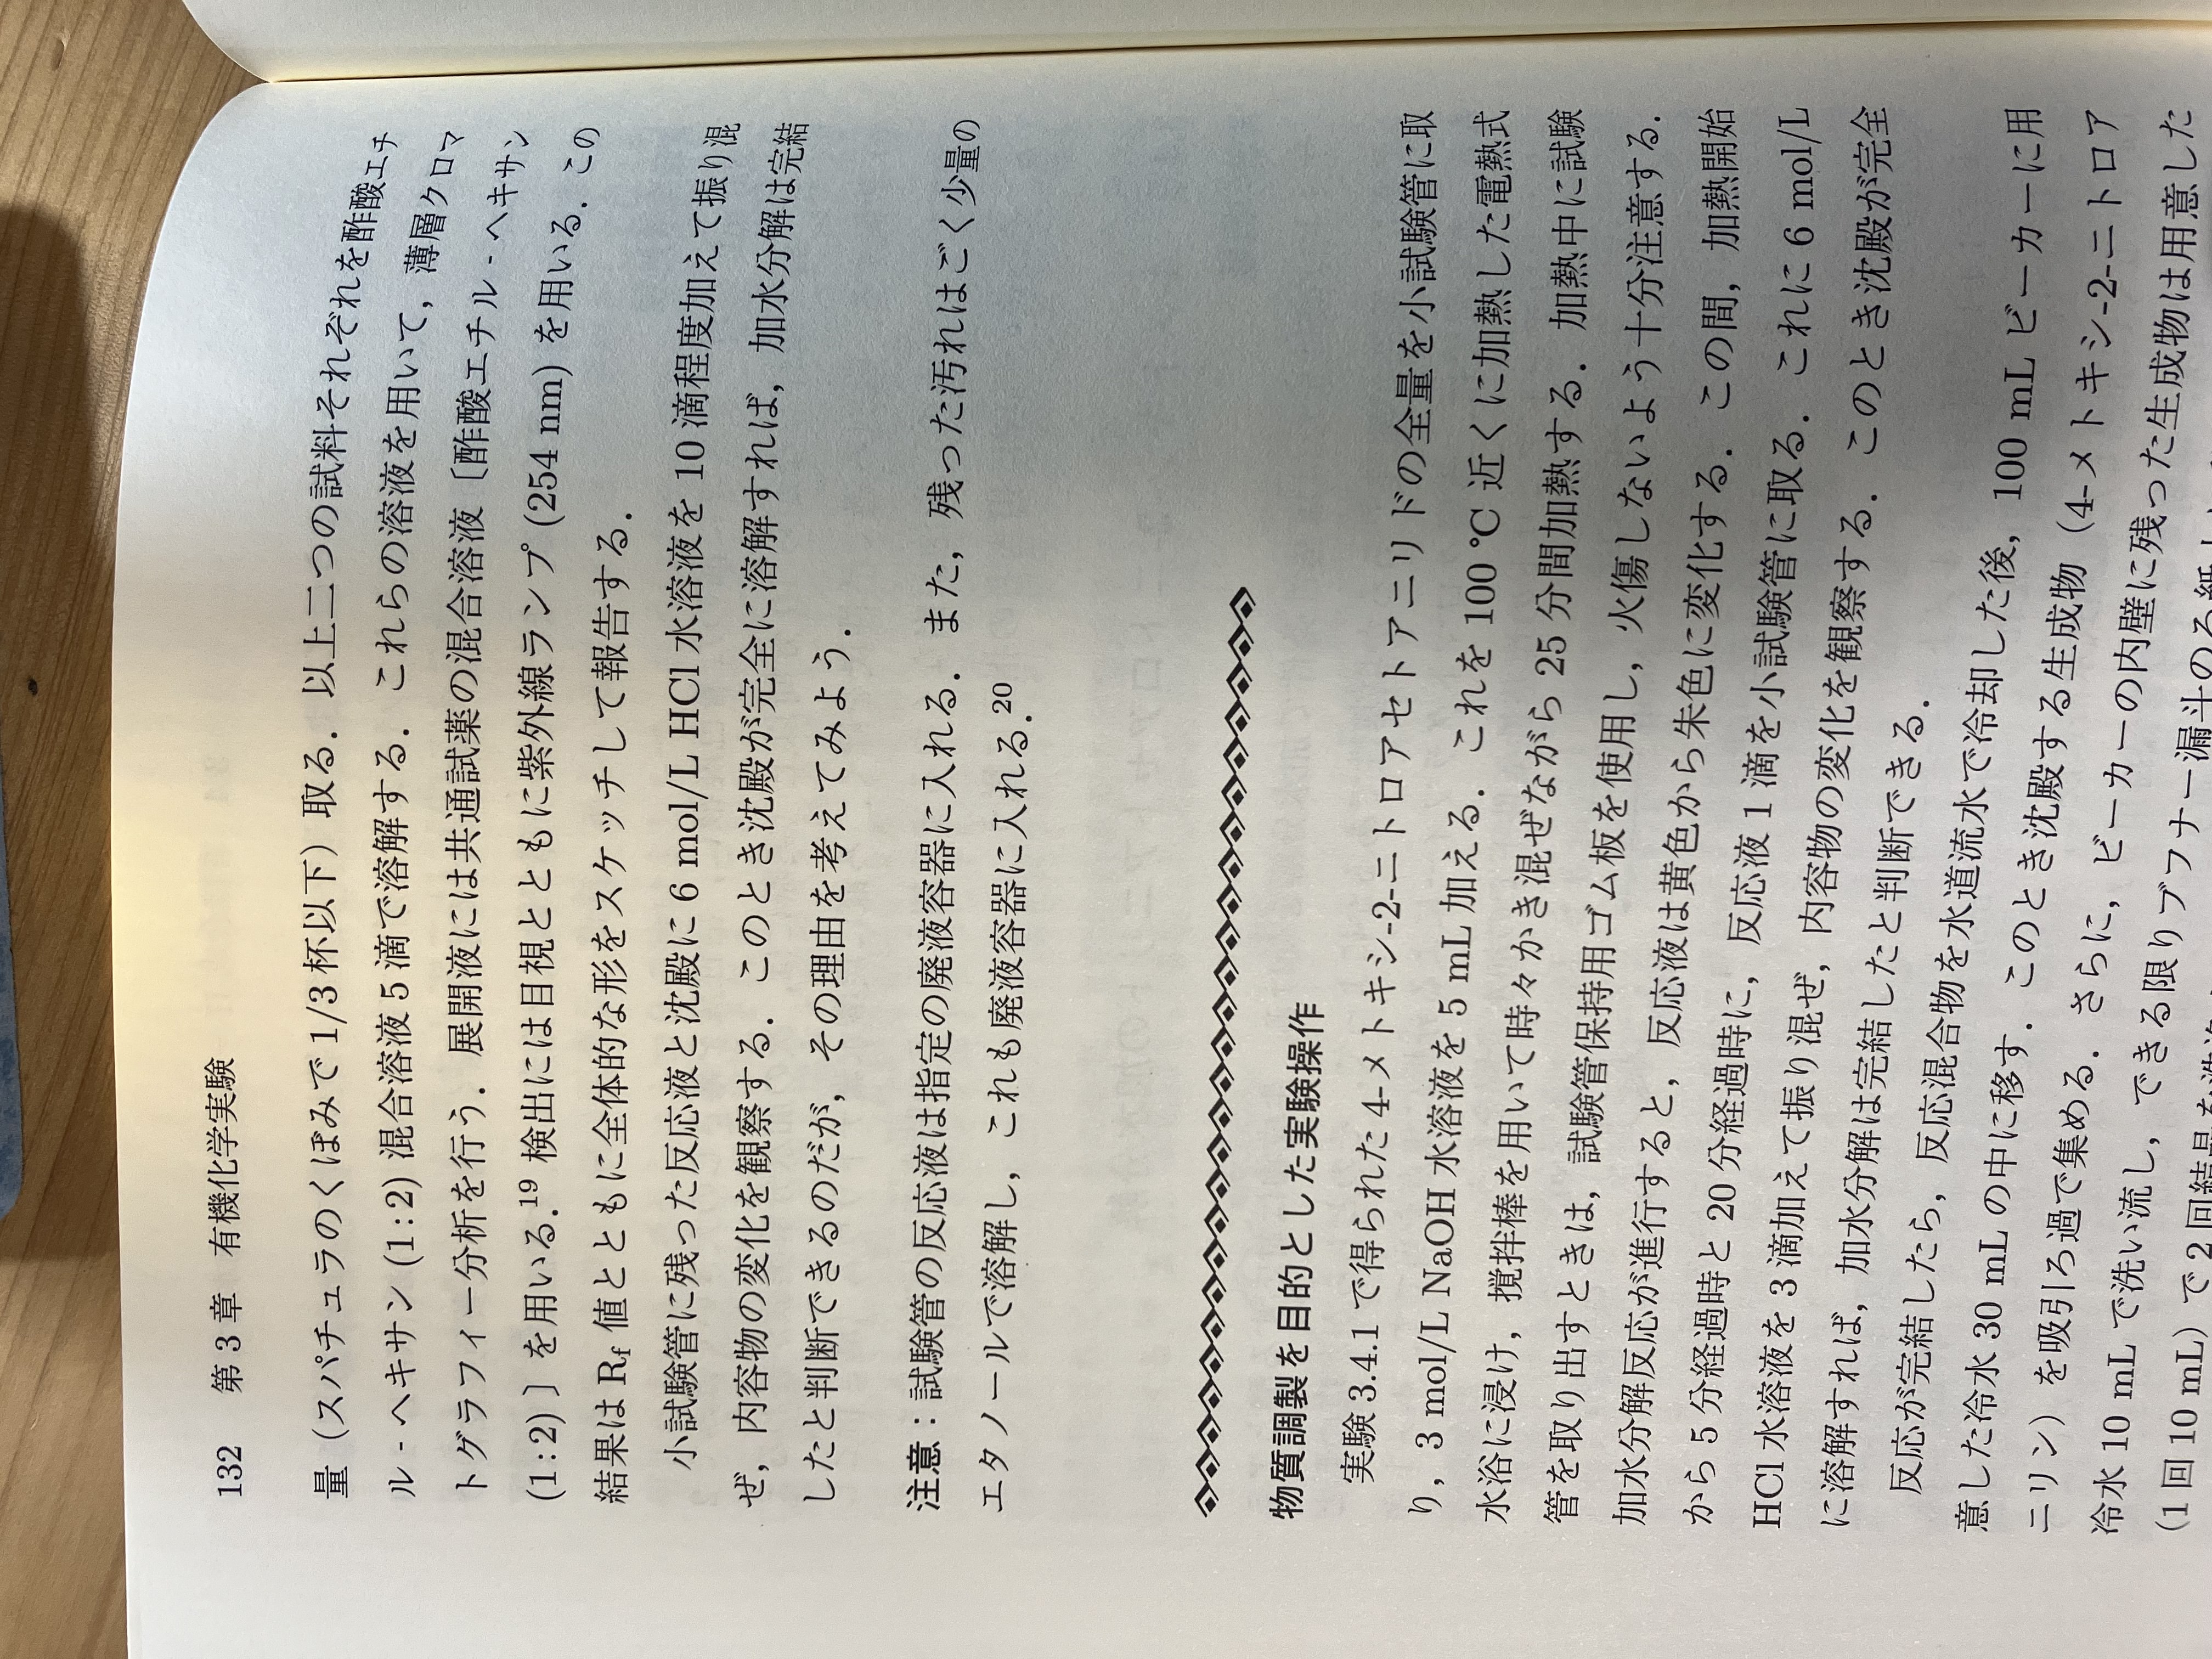 132 第 3 章 有機化学実験
量（スパチュラのくぼみで 1/3 杯以下）取る．以上二つの試料それぞれを酢酸エチ
ル - ヘキサン (1:2) 混合溶液 5 滴で溶解する．これらの溶液を用いて，薄層クロマ
トグラフィー分析を行う．展開液には共通試薬の混合溶液〔酢酸エチル - ヘキサン
(1:2)〕を用いる.19 検出には目視とともに紫外線ランプ (254 nm) を用いる．この
結果は Rf 値とともに全体的な形をスケッチして報告する．
小試験管に残った反応液と沈殿に 6 mol/L HCl 水溶液を 10 滴程度加えて振り混
ぜ，内容物の変化を観察する．このとき沈殿が完全に溶解すれば，加水分解は完結
したと判断できるのだが，その理由を考えてみよう．
注意：試験管の反応液は指定の廃液容器に入れる．また，残った汚れはごく少量の
エタノールで溶解し，これも廃液容器に入れる.20
物質調製を目的とした実験操作
実験 3.4.1 で得られた 4-メトキシ-2-ニトロアセトアニリドの全量を小試験管に取
り，3 mol/L NaOH 水溶液を 5 mL 加える．これを 100 ℃ 近くに加熱した電熱式
水浴に浸け，攪拌棒を用いて時々かき混ぜながら 25 分間加熱する．加熱中に試験
管を取り出すときは，試験管保持用ゴム板を使用し，火傷しないよう十分注意する．
加水分解反応が進行すると，反応液は黄色から朱色に変化する．この間，加熱開始
から 5 分経過時と 20 分経過時に，反応液 1 滴を小試験管に取る．これに 6 mol/L
HCl 水溶液を 3 滴加えて振り混ぜ，内容物の変化を観察する．このとき沈殿が完全
に溶解すれば，加水分解は完結したと判断できる．
反応が完結したら，反応混合物を水道流水で冷却した後，100 mL ビーカーに用
意した冷水 30 mL の中に移す．このとき沈殿する生成物（4-メトキシ-2-ニトロア
ニリン）を吸引ろ過で集める．さらに，ビーカーの内壁に残った生成物は用意した
冷水 10 mL で洗い流し，できる限りブフナー漏斗のろ紙上に
(1 回 10 mL）で 2 回結晶を洗浄